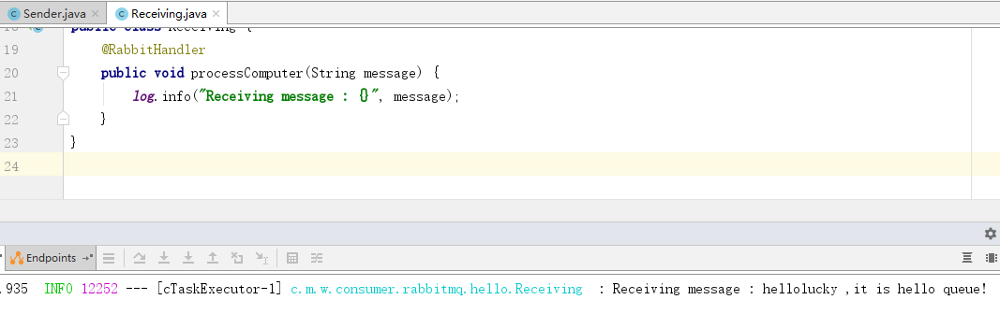 Sender.java × Receiving.java ×
public class Receiving {
19 @RabbitHandler
20 public void processComputer(String message) {
21 log.info("Receiving message : {}", message);
22 }
23 }
24
Endpoints
.935 INFO 12252 --- [cTaskExecutor-1] c.m.w.consumer.rabbitmq.hello.Receiving : Receiving message : hellolucky ,it is hello queue!